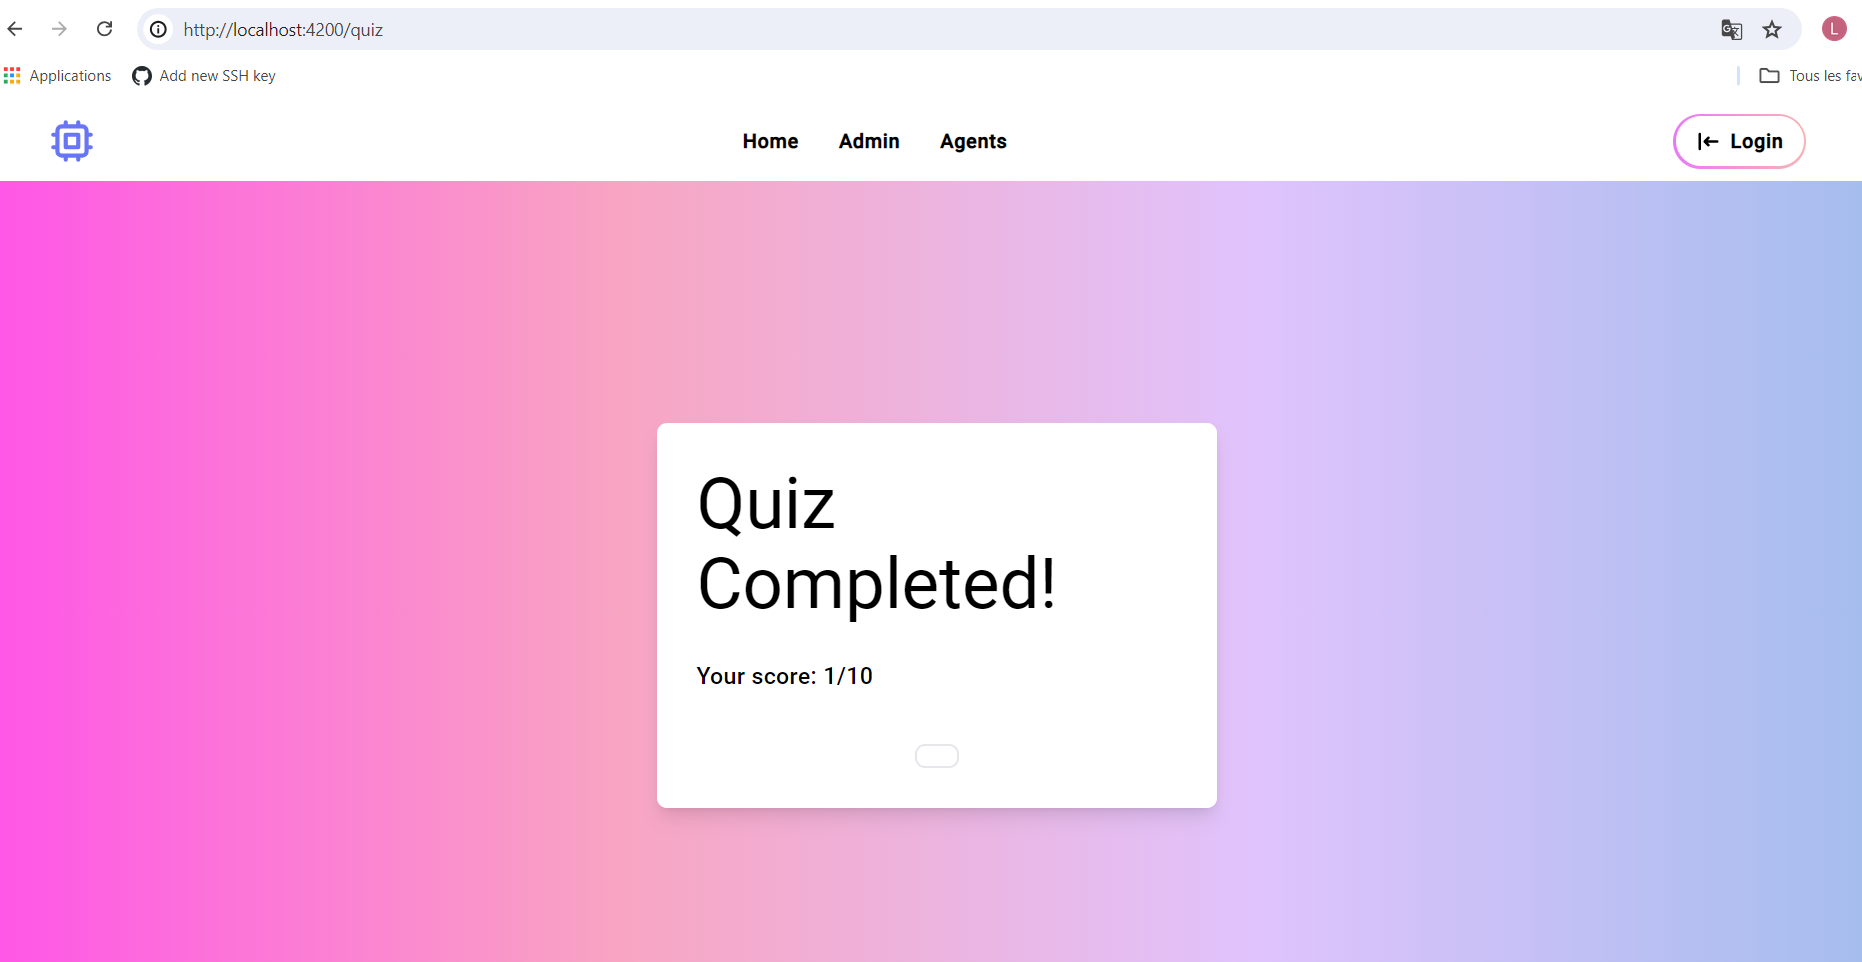 http://localhost:4200/quiz
L
Applications
Add new SSH key
Tous les fav
Home
Admin
Agents
Login
Quiz
Completed!
Your score: 1/10